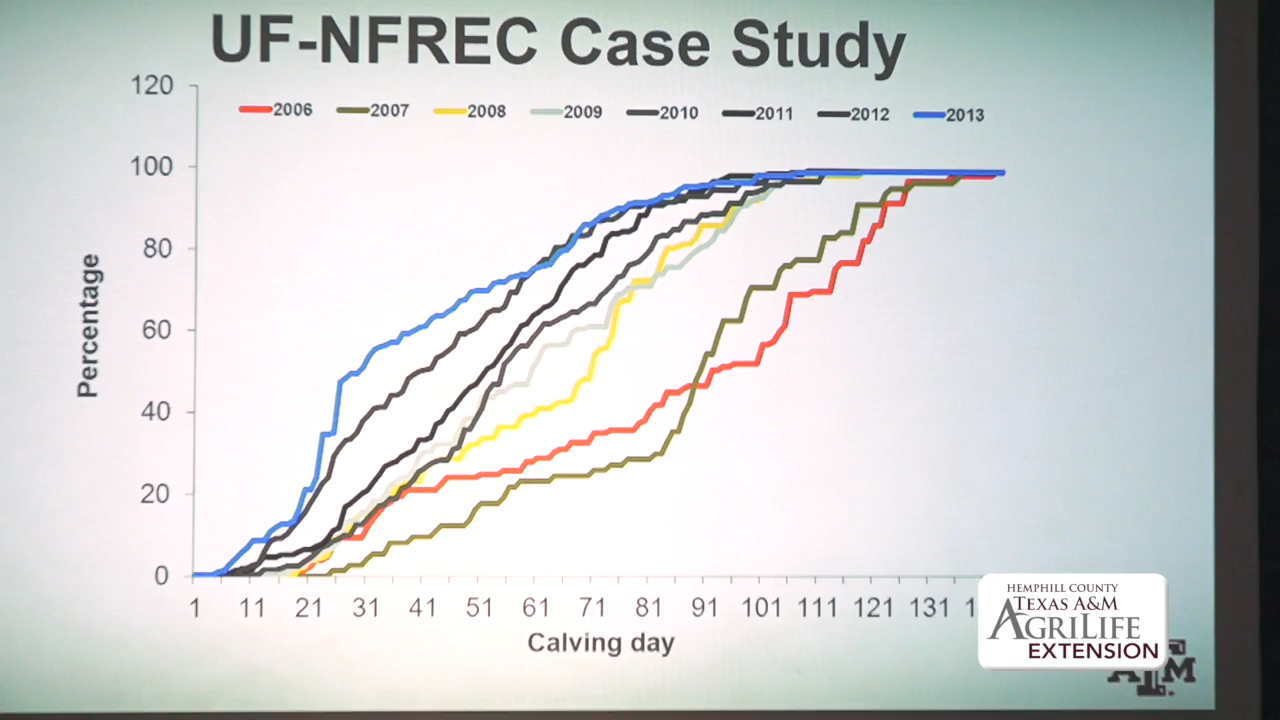 UF-NFREC Case Study
120
2006 2007 2008 2009 2010 2011 2012 2013
100
80
60
40
20
0
Percentage
1 11 21 31 41 51 61 71 81 91 101 111 121 131
Calving day
HEMPHILL COUNTY
TEXAS A&M
AGRILIFE
EXTENSION
ATM